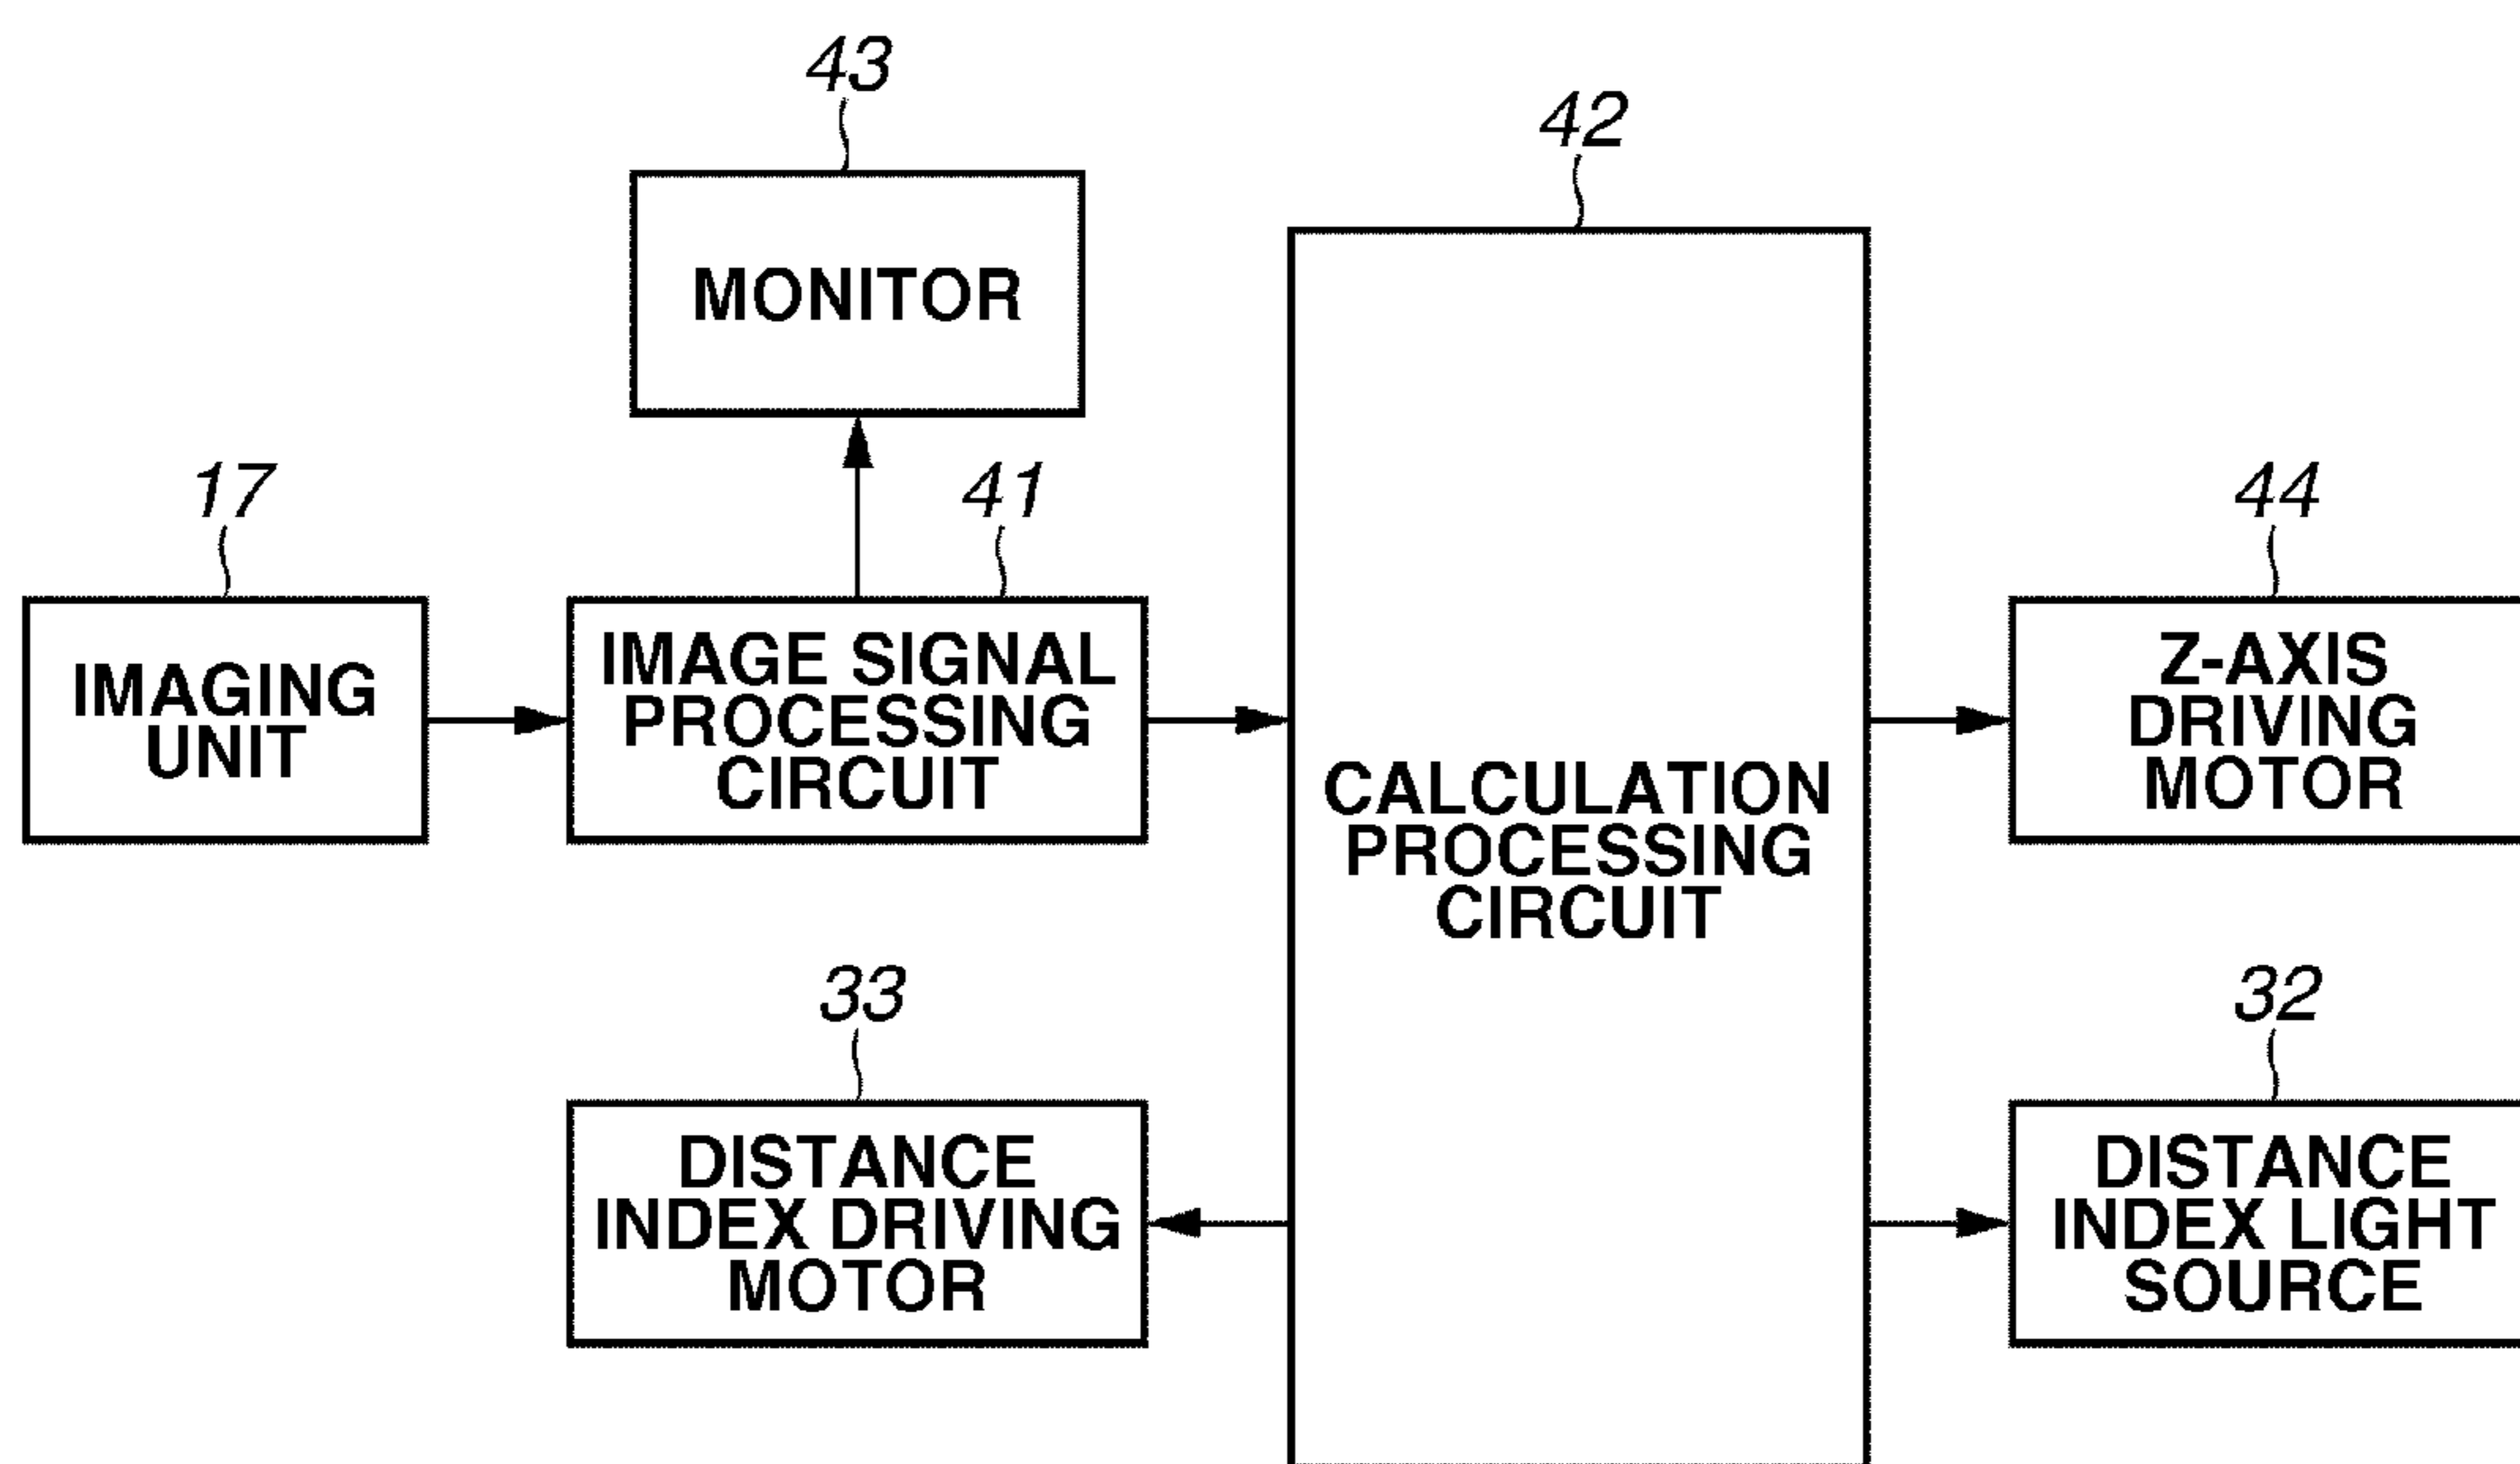 43
MONITOR
42
17
IMAGING
UNIT
41
IMAGE SIGNAL
PROCESSING
CIRCUIT
CALCULATION
PROCESSING
CIRCUIT
44
Z-AXIS
DRIVING
MOTOR
33
DISTANCE
INDEX DRIVING
MOTOR
32
DISTANCE
INDEX LIGHT
SOURCE